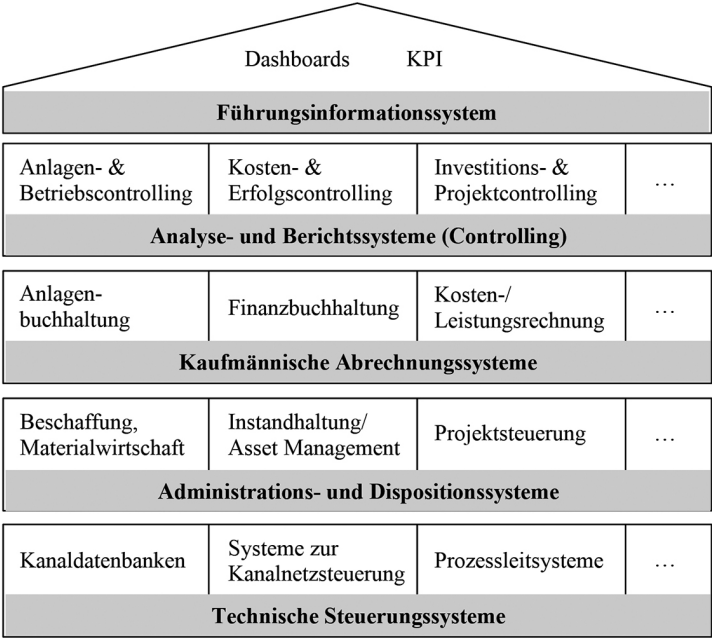 Dashboards KPI
Führungsinformationssystem
Anlagen- &
Betriebscontrolling
Kosten- &
Erfolgscontrolling
Investitions- &
Projektcontrolling
...
Analyse- und Berichtssysteme (Controlling)
Anlagen-
buchhaltung
Finanzbuchhaltung
Kosten-/
Leistungsrechnung
...
Kaufmännische Abrechnungssysteme
Beschaffung,
Materialwirtschaft
Instandhaltung/
Asset Management
Projektsteuerung
...
Administrations- und Dispositionssysteme
Kanaldatenbanken
Systeme zur
Kanalnetzsteuerung
Prozessleitsysteme
...
Technische Steuerungssysteme